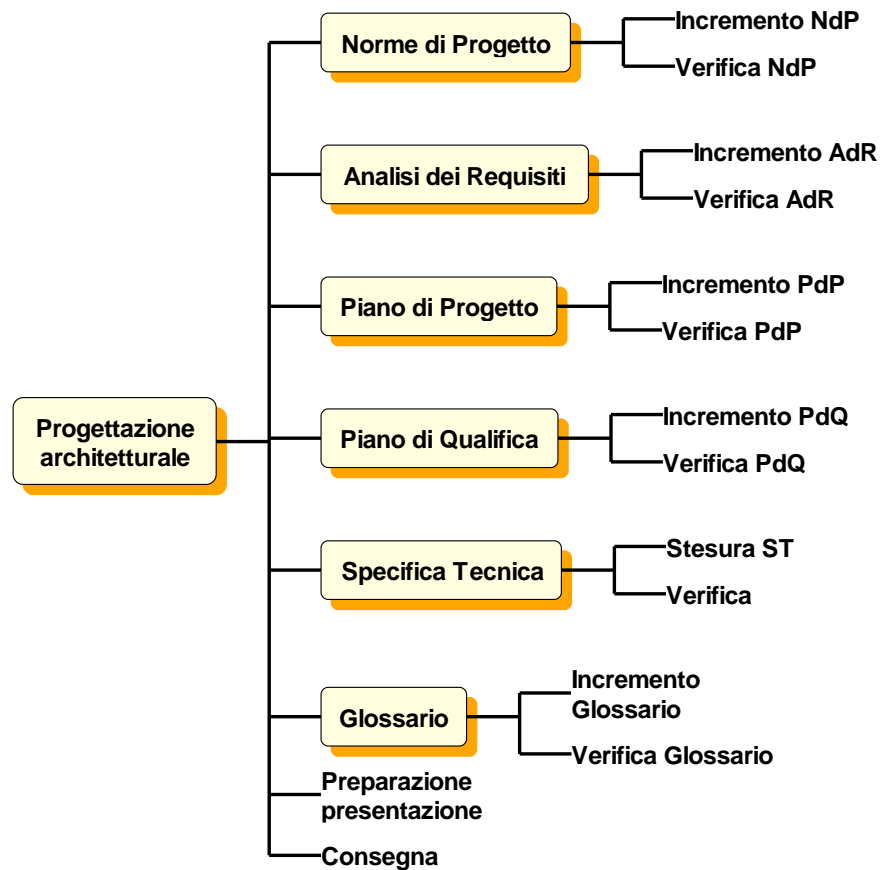 Norme di Progetto
Incremento NdP
Verifica NdP
Analisi dei Requisiti
Incremento AdR
Verifica AdR
Piano di Progetto
Incremento PdP
Verifica PdP
Progettazione
architetturale
Piano di Qualifica
Incremento PdQ
Verifica PdQ
Specifica Tecnica
Stesura ST
Verifica
Glossario
Incremento
Glossario
Verifica Glossario
Preparazione
presentazione
Consegna